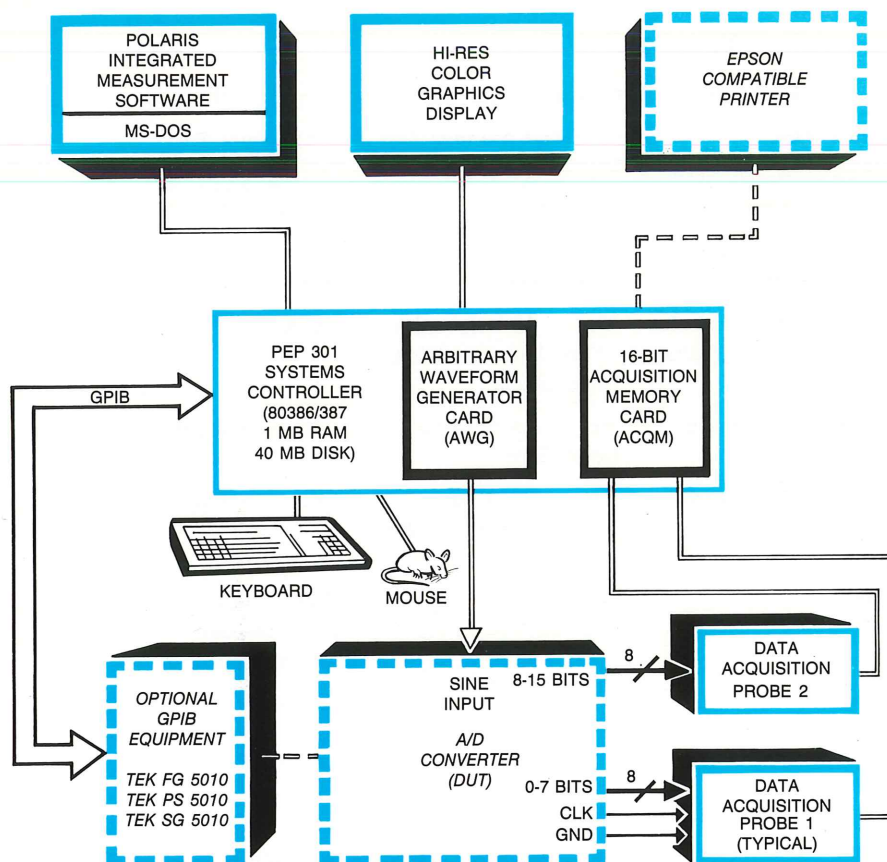 POLARIS
INTEGRATED
MEASUREMENT
SOFTWARE
MS-DOS
HI-RES
COLOR
GRAPHICS
DISPLAY
EPSON
COMPATIBLE
PRINTER
GPIB
PEP 301
SYSTEMS
CONTROLLER
(80386/387
1 MB RAM
40 MB DISK)
ARBITRARY
WAVEFORM
GENERATOR
CARD
(AWG)
16-BIT
ACQUISITION
MEMORY
CARD
(ACQM)
KEYBOARD
MOUSE
OPTIONAL
GPIB
EQUIPMENT
TEK FG 5010
TEK PS 5010
TEK SG 5010
SINE
INPUT
A/D
CONVERTER
(DUT)
8-15 BITS
8
DATA
ACQUISITION
PROBE 2
0-7 BITS
8
CLK
GND
DATA
ACQUISITION
PROBE 1
(TYPICAL)